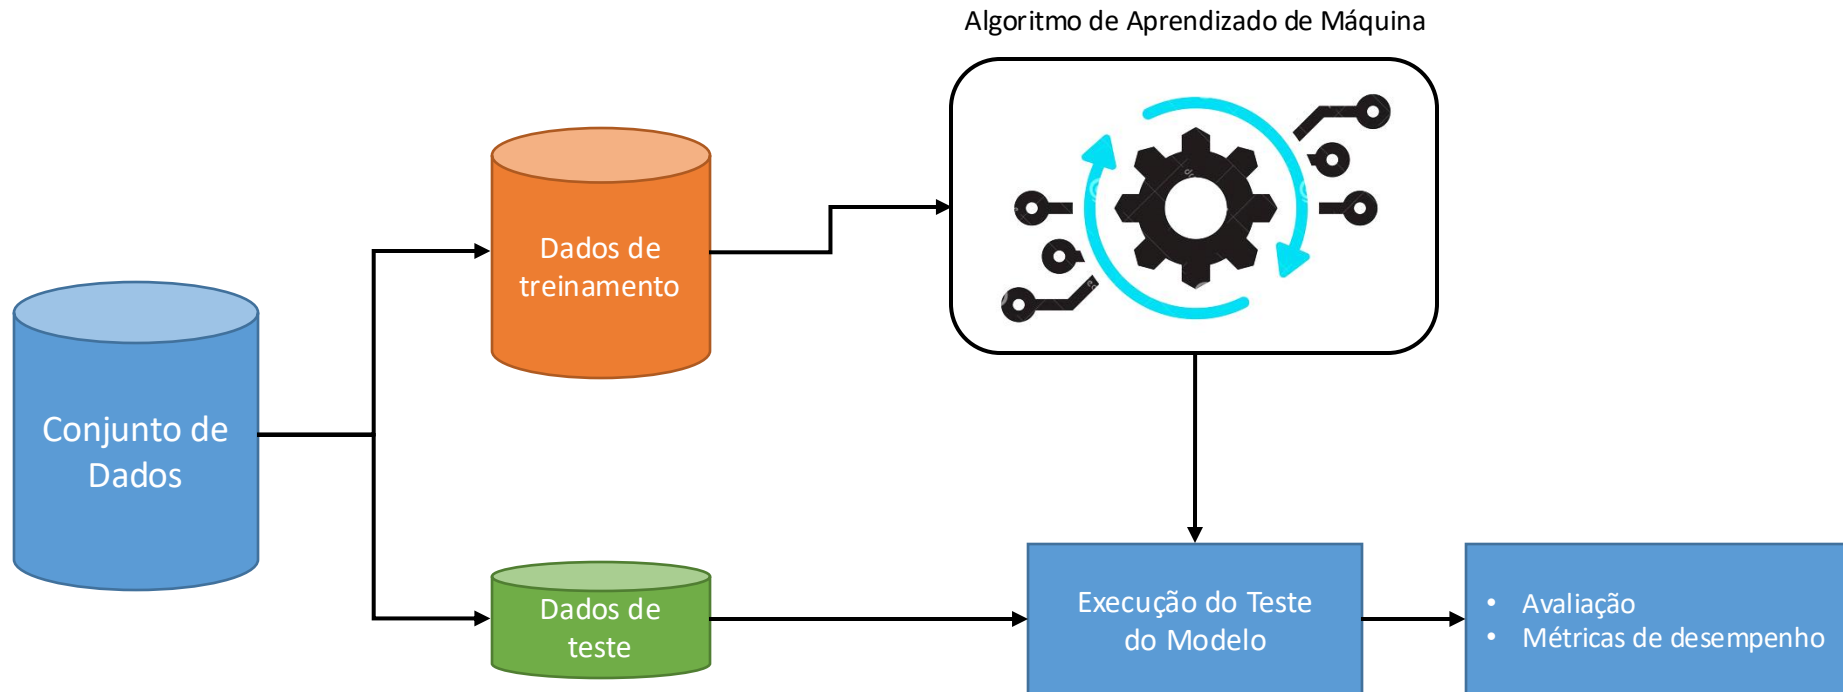 Algoritmo de Aprendizado de Máquina
Dados de
treinamento
Conjunto de
Dados
Dados de
teste
Execução do Teste
do Modelo
• Avaliação
• Métricas de desempenho